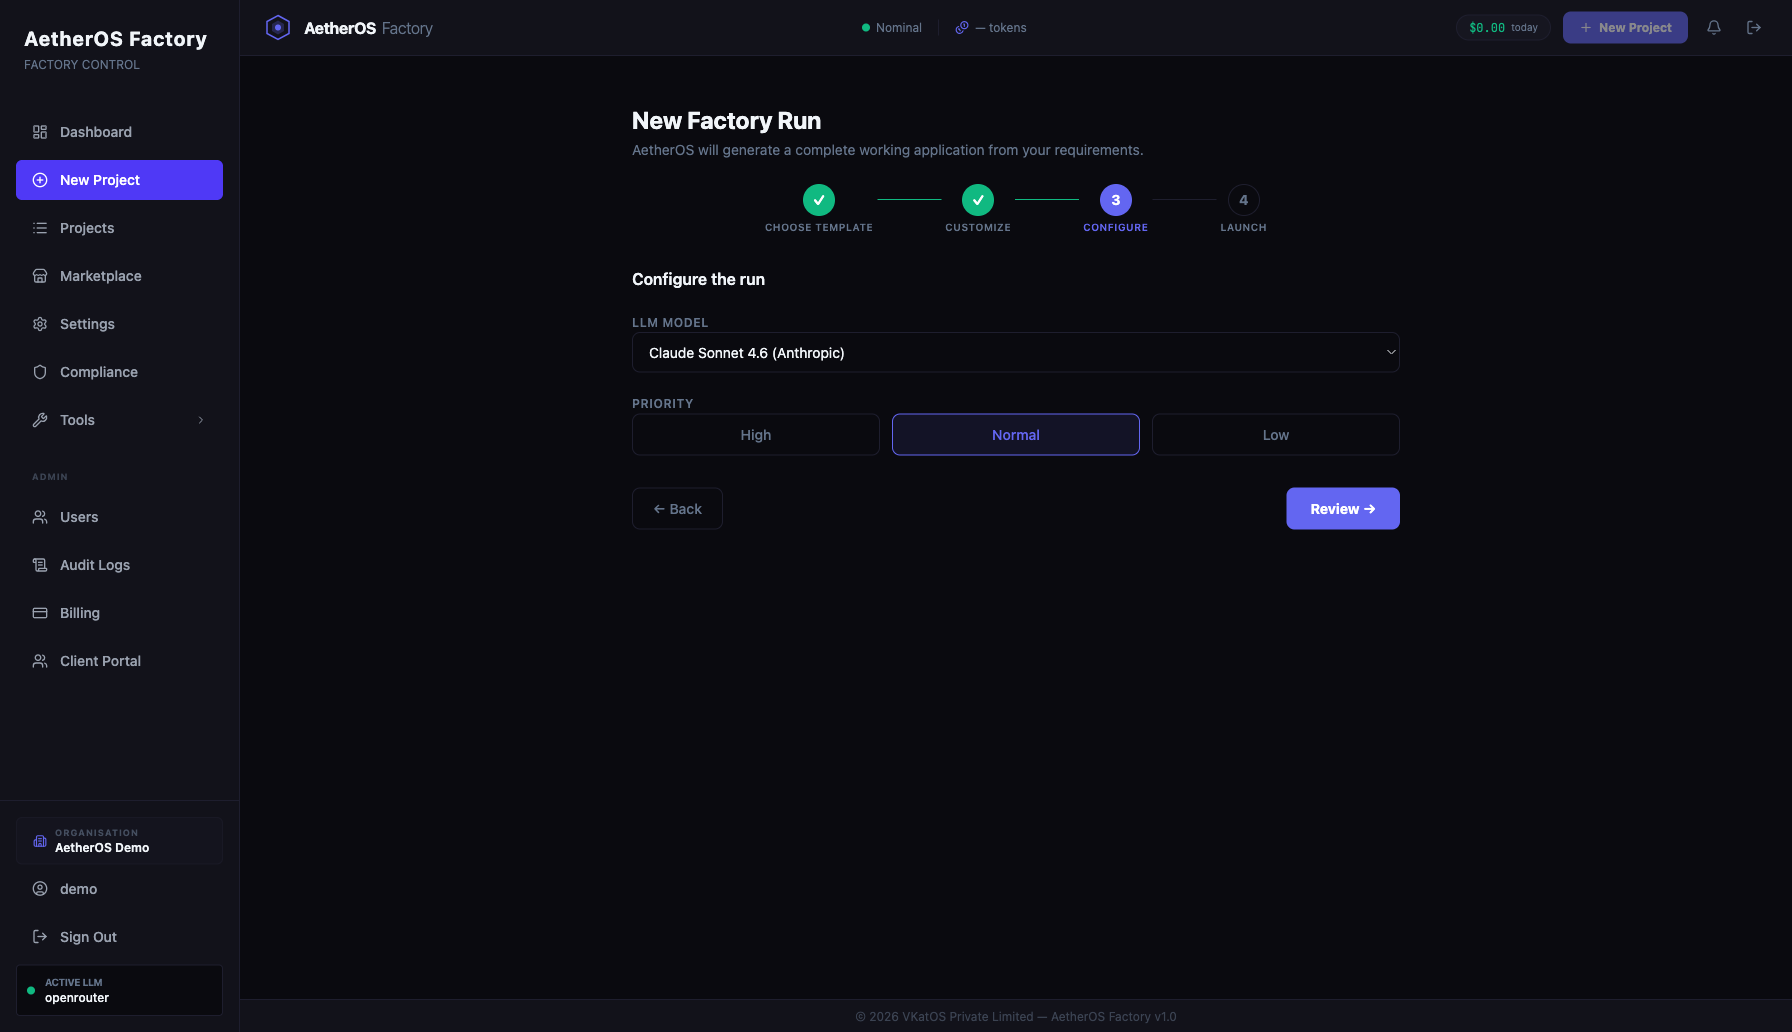 AetherOS Factory
FACTORY CONTROL
Dashboard
New Project
Projects
Marketplace
Settings
Compliance
Tools
ADMIN
Users
Audit Logs
Billing
Client Portal
ORGANISATION
AetherOS Demo
demo
Sign Out
ACTIVE LLM
openrouter
AetherOS Factory
Nominal
— tokens
$0.00 today
+ New Project
New Factory Run
AetherOS will generate a complete working application from your requirements.
CHOOSE TEMPLATE
CUSTOMIZE
3
CONFIGURE
4
LAUNCH
Configure the run
LLM MODEL
Claude Sonnet 4.6 (Anthropic)
PRIORITY
High
Normal
Low
← Back
Review →
© 2026 VKatOS Private Limited — AetherOS Factory v1.0